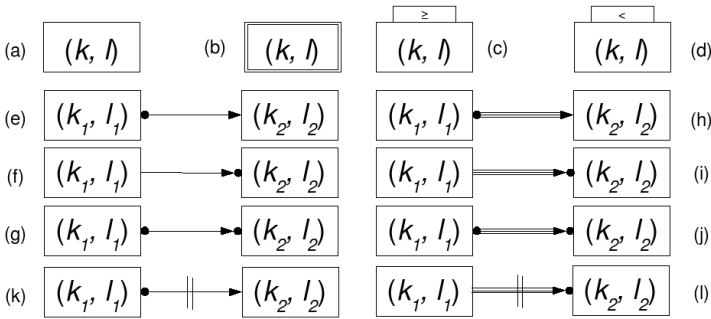 ≥ <
(a) (k, l) (b) (k, l) (k, l) (c) (k, l) (d)
(e) (k₁, l₁) (k₂, l₂) (k₁, l₁) (k₂, l₂) (h)
(f) (k₁, l₁) (k₂, l₂) (k₁, l₁) (k₂, l₂) (i)
(g) (k₁, l₁) (k₂, l₂) (k₁, l₁) (k₂, l₂) (j)
(k) (k₁, l₁) (k₂, l₂) (k₁, l₁) (k₂, l₂) (l)